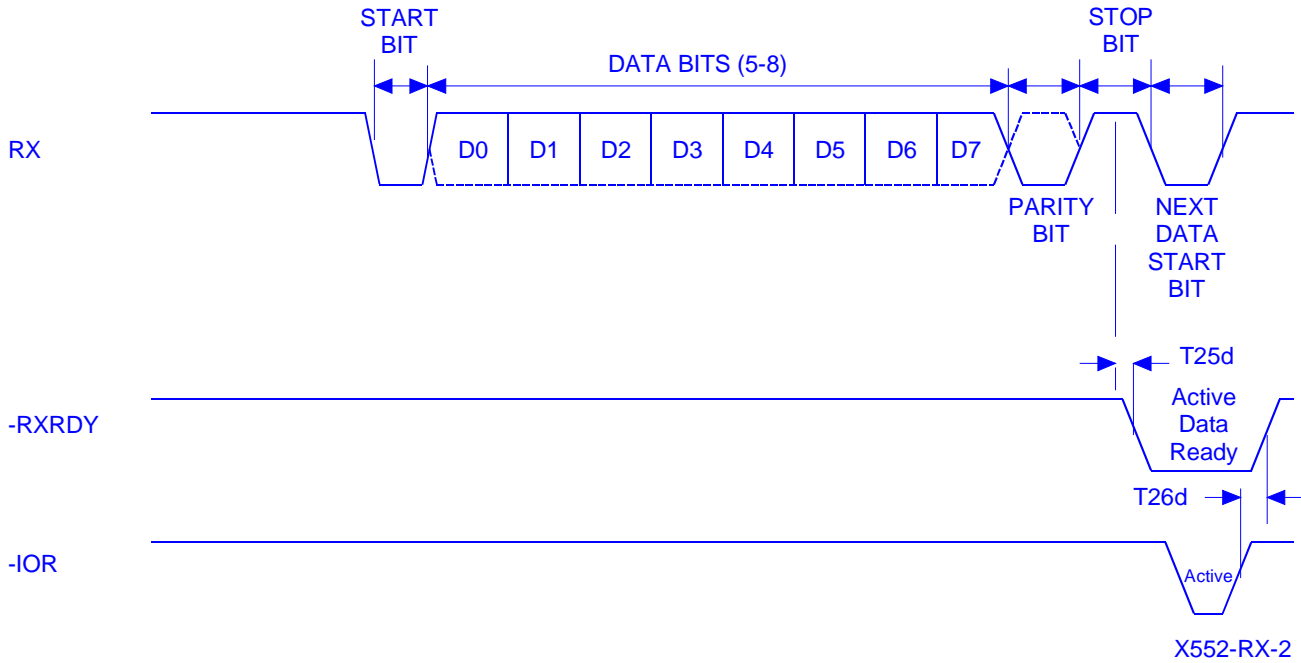 START
BIT
STOP
BIT
DATA BITS (5-8)
RX
D0 D1 D2 D3 D4 D5 D6 D7
PARITY
BIT
NEXT
DATA
START
BIT
T25d
-RXRDY
Active
Data
Ready
T26d
-IOR
Active
X552-RX-2